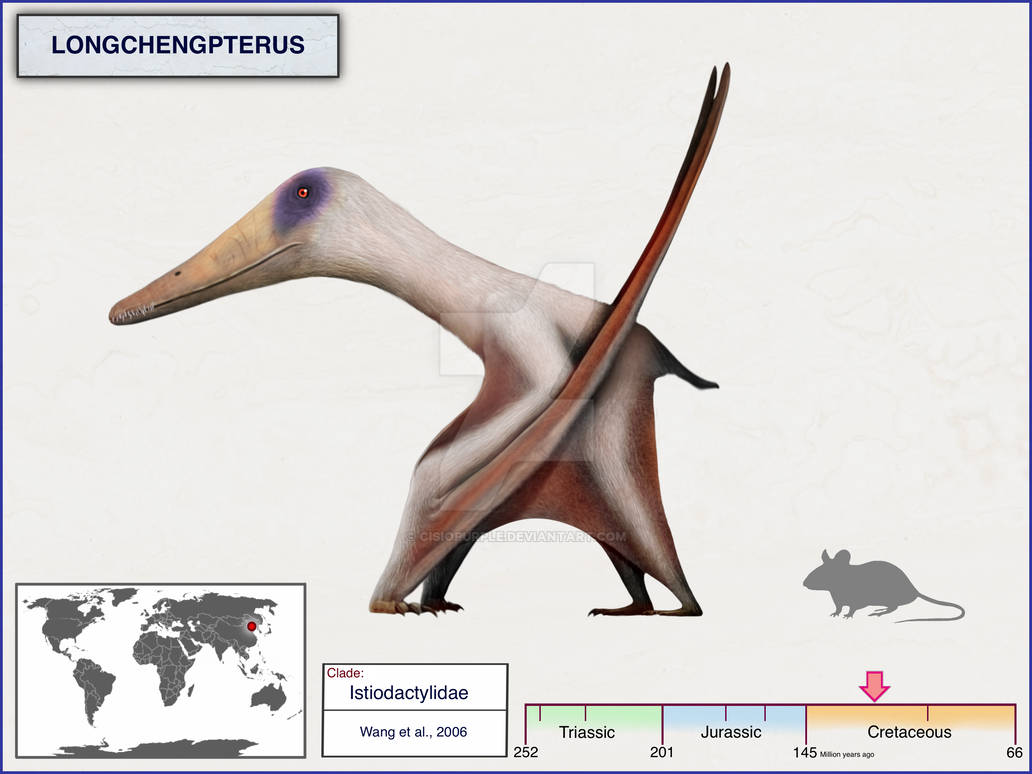 LONGCHENGPTERUS
© CISIOPURPLE.DEVIANTART.COM
Clade:
Istiodactylidae
Wang et al., 2006
Triassic Jurassic Cretaceous
252 201 145 Million years ago 66